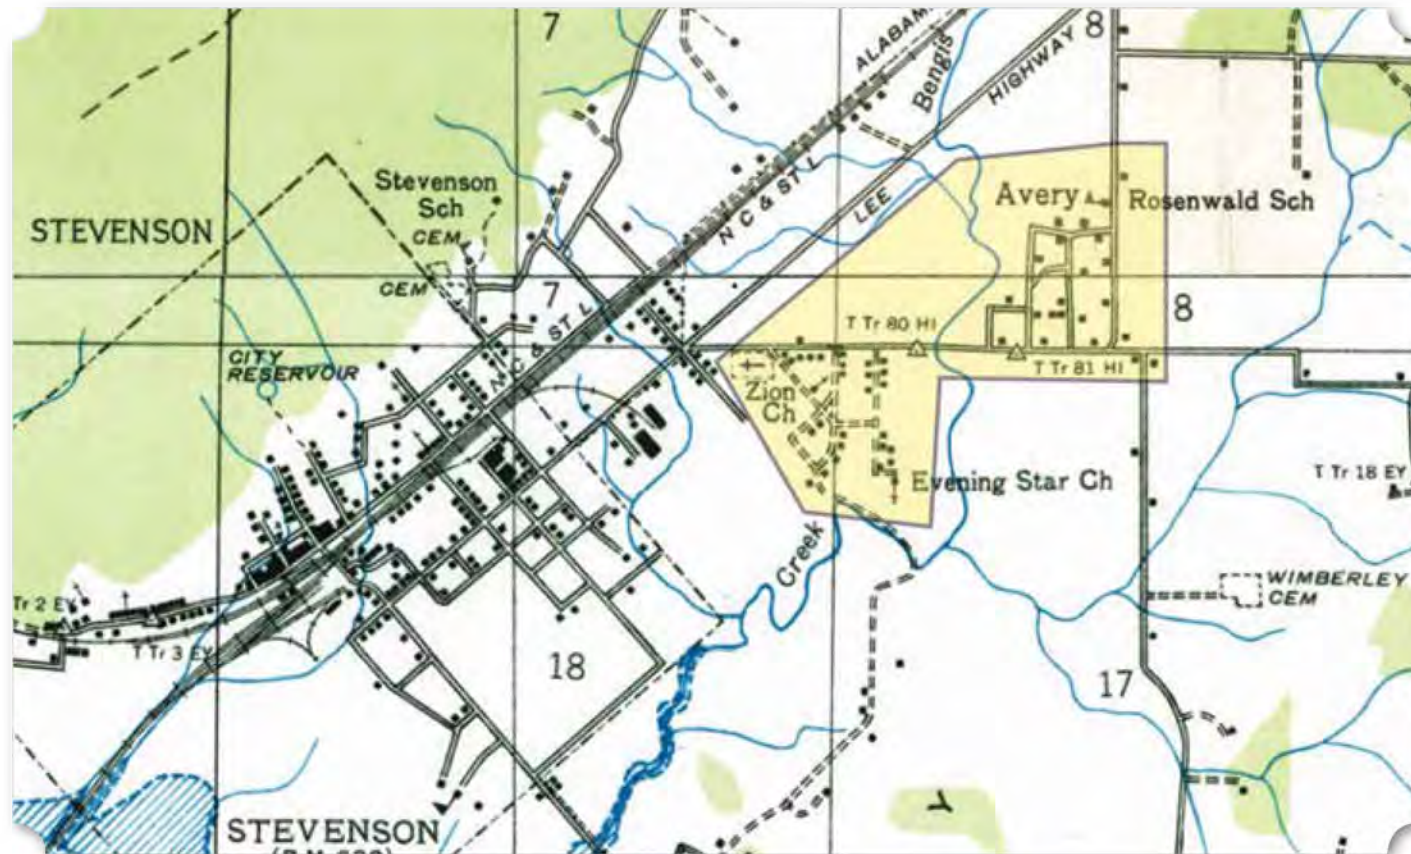 7
8
ALABAMA
Bengis
HIGHWAY
Stevenson
Sch
CEM
N C & ST L
LEE
Avery
Rosenwald Sch
STEVENSON
CEM
7
N C & ST L
8
T Tr 80 HI
CITY
RESERVOIR
T Tr 81 HI
Zion
Ch
Evening Star Ch
T Tr 18 EY
Creek
WIMBERLEY
CEM
Tr 2 EY
T Tr 3 EY
18
17
STEVENSON